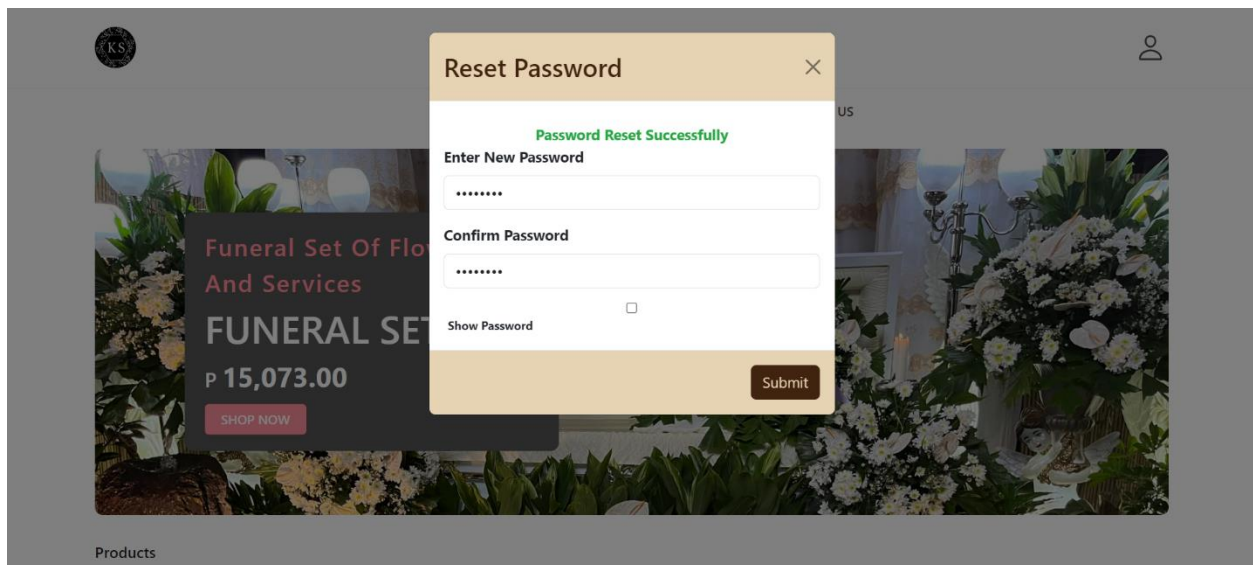 KS
Reset Password
us
Password Reset Successfully
Enter New Password
••••••••
Confirm Password
••••••••
Show Password
Submit
Funeral Set Of Flo
And Services
FUNERAL SET
P 15,073.00
SHOP NOW
Products